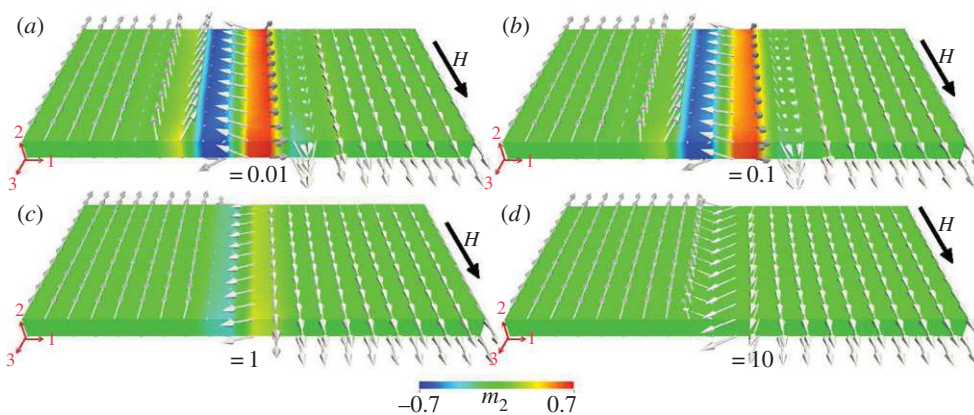 (a)
H
2
1
3
= 0.01
(b)
H
2
1
3
= 0.1
(c)
H
2
1
3
= 1
(d)
H
2
1
3
= 10
−0.7 m2 0.7